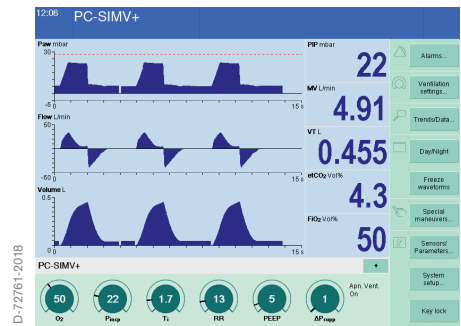 12:06 PC-SIMV+
Paw mbar
30
-5
0
15 s
Flow L/min
50
-50
0
15 s
Volume L
0.5
0
0
15 s
PIP mbar
22
MV L/min
4.91
VT L
0.455
etCO2 Vol%
4.3
FiO2 Vol%
50
Alarms...
Ventilation
settings...
Trends/Data...
Day/Night
Freeze
waveforms
Special
maneuvers...
Sensors/
Parameters...
System
setup...
Key lock
PC-SIMV+
50
O2
22
Pinsp
1.7
Ti
13
RR
5
PEEP
1
ΔPsupp
Apn. Vent.
On
D-72761-2018